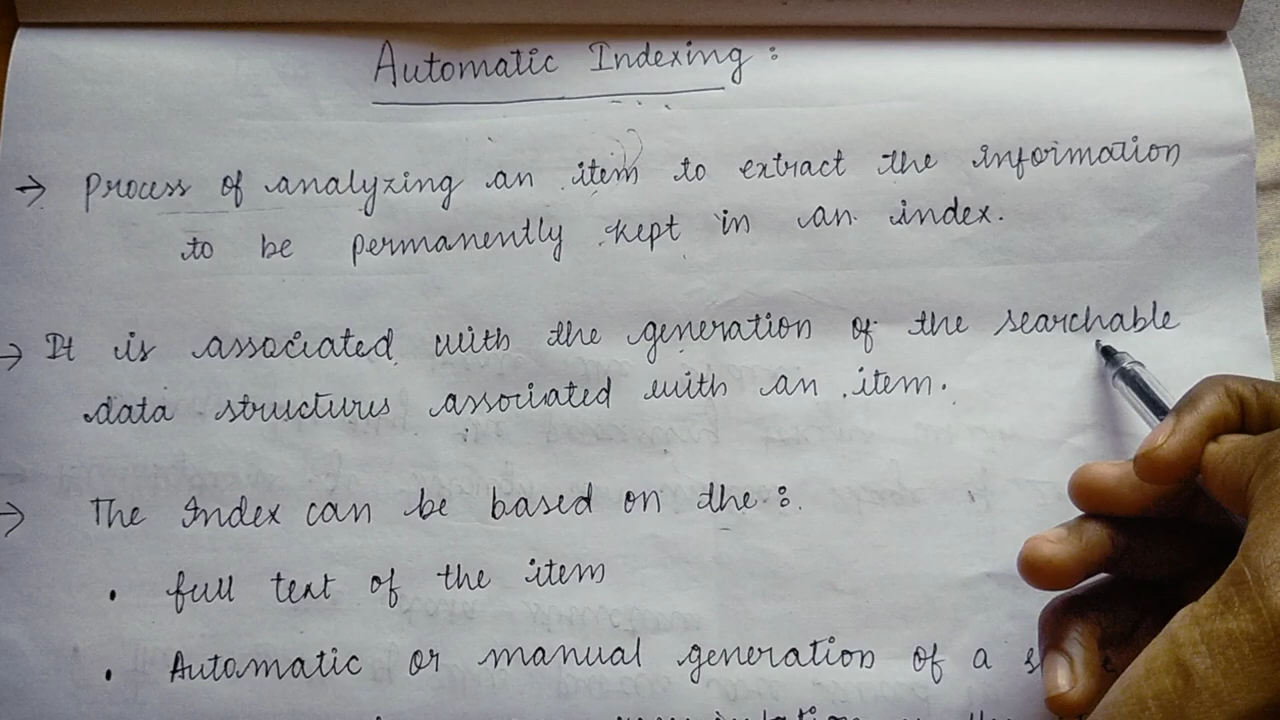 Automatic Indexing :
→ Process of analyzing an item to extract the information
to be permanently kept in an index.
→ It is associated with the generation of the searchable
data structures associated with an item.
→ The Index can be based on the :
• full text of the item
• Automatic or manual generation of a